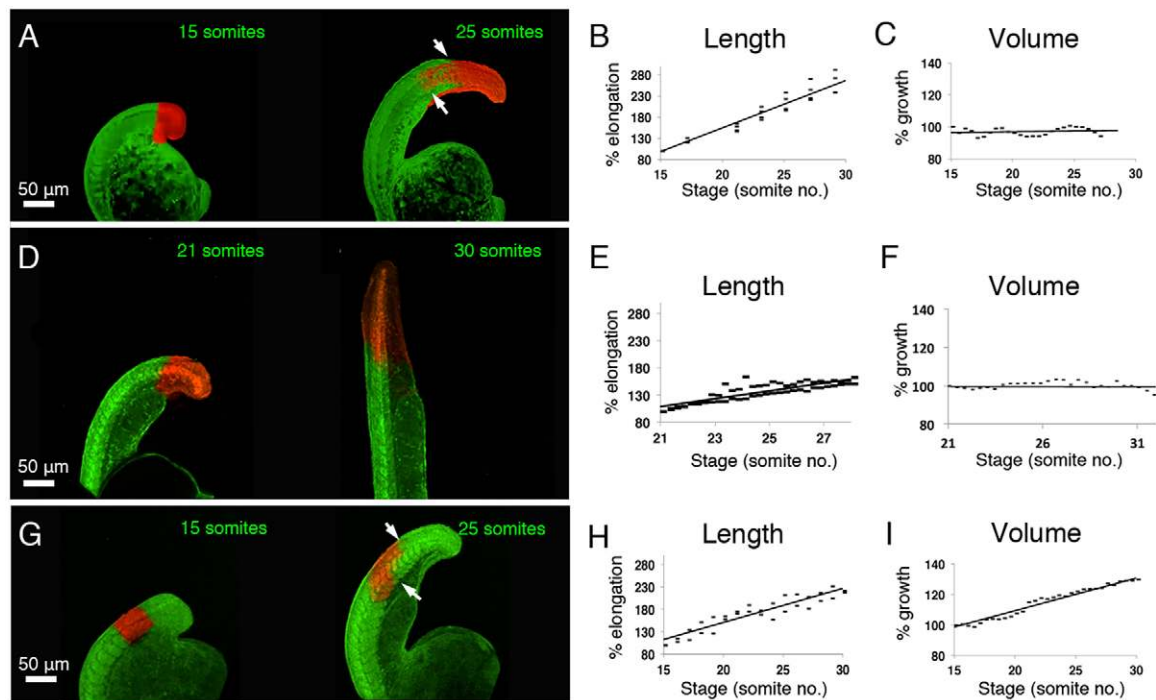 A
15 somites
25 somites
50 µm
B
Length
% elongation
280
230
180
130
80
15
20
25
30
Stage (somite no.)
C
Volume
% growth
140
120
100
80
15
20
25
30
Stage (somite no.)
D
21 somites
30 somites
50 µm
E
Length
% elongation
280
230
180
130
80
21
23
25
27
Stage (somite no.)
F
Volume
% growth
140
120
100
80
21
26
31
Stage (somite no.)
G
15 somites
25 somites
50 µm
H
Length
% elongation
280
230
180
130
80
15
20
25
30
Stage (somite no.)
I
Volume
% growth
140
120
100
80
15
20
25
30
Stage (somite no.)